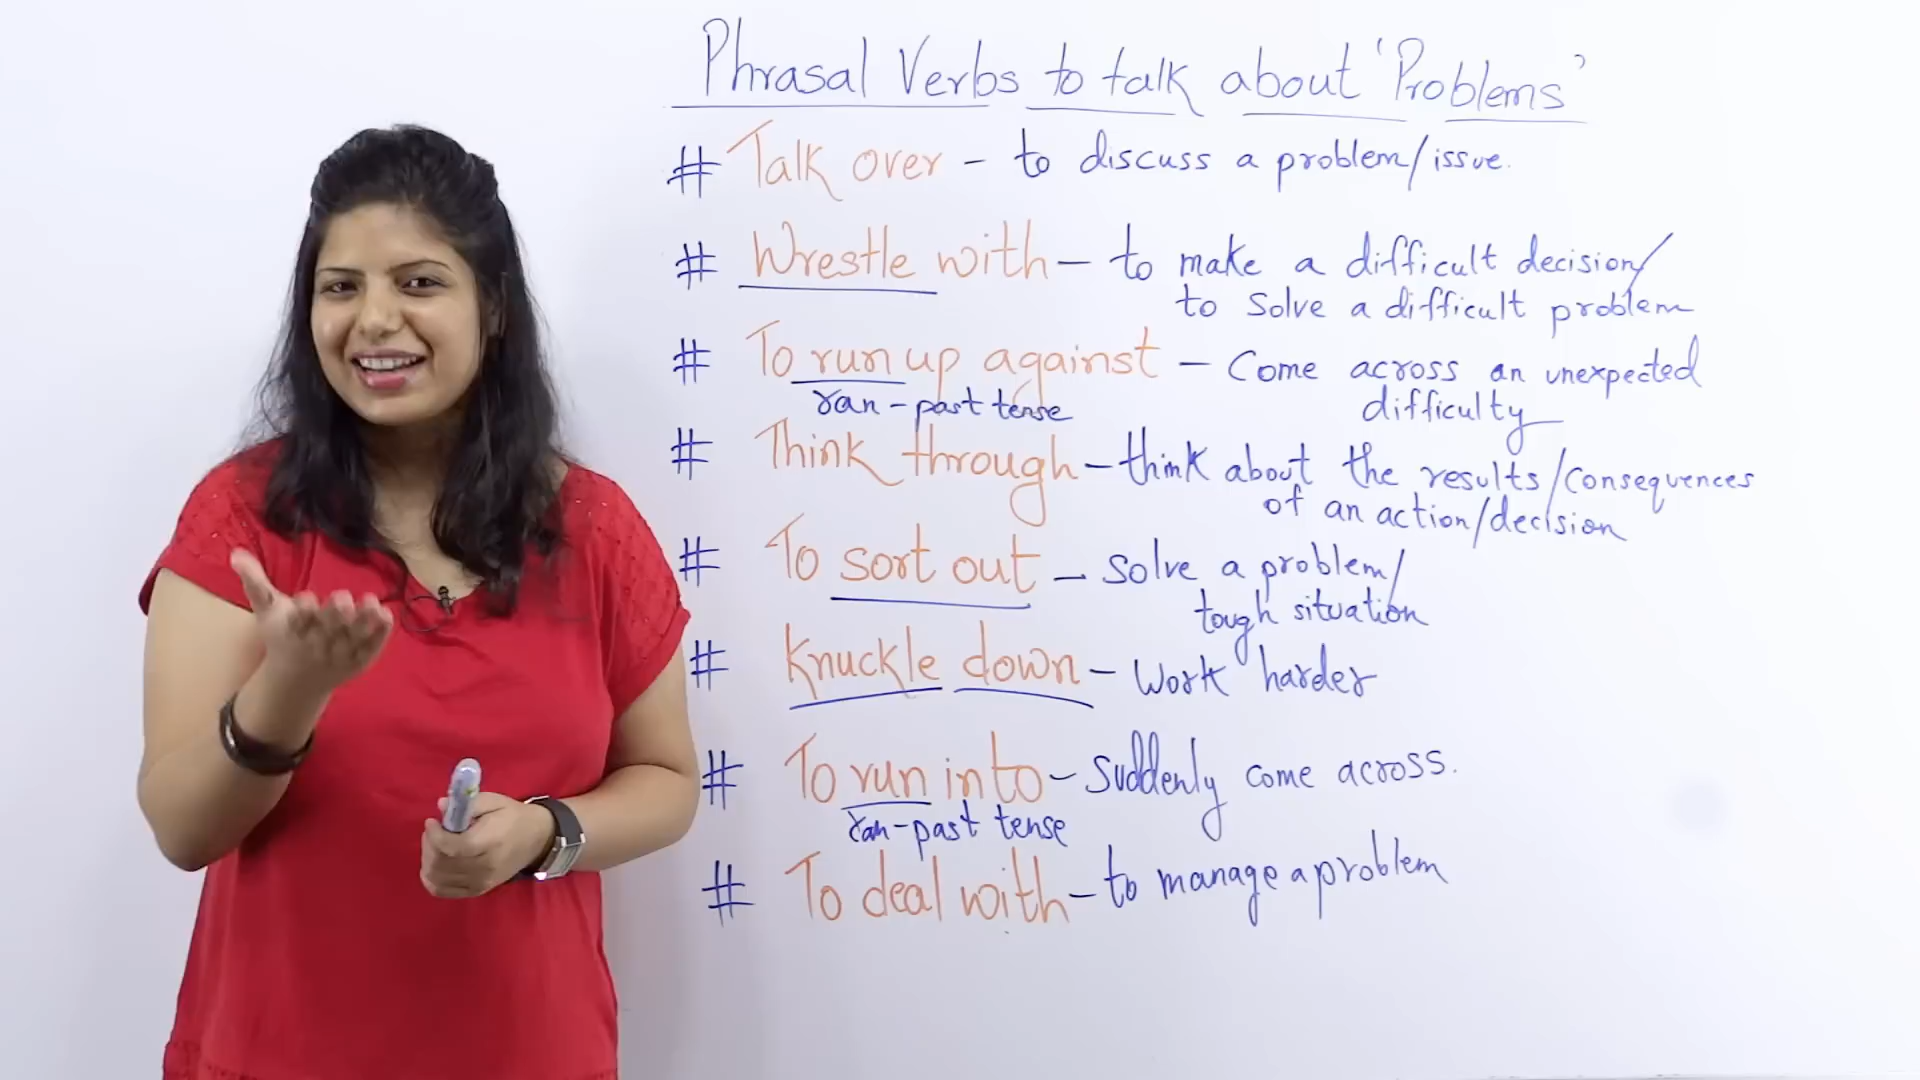 Phrasal Verbs to talk about 'Problems'
# Talk over - to discuss a problem/issue.
# Wrestle with - to make a difficult decision/
to solve a difficult problem
# To run up against - Come across an unexpected
ran - past tense difficulty
# Think through - think about the results/consequences
of an action/decision
# To sort out - solve a problem/
tough situation
# Knuckle down - work harder
# To run into - suddenly come across.
ran - past tense
# To deal with - to manage a problem